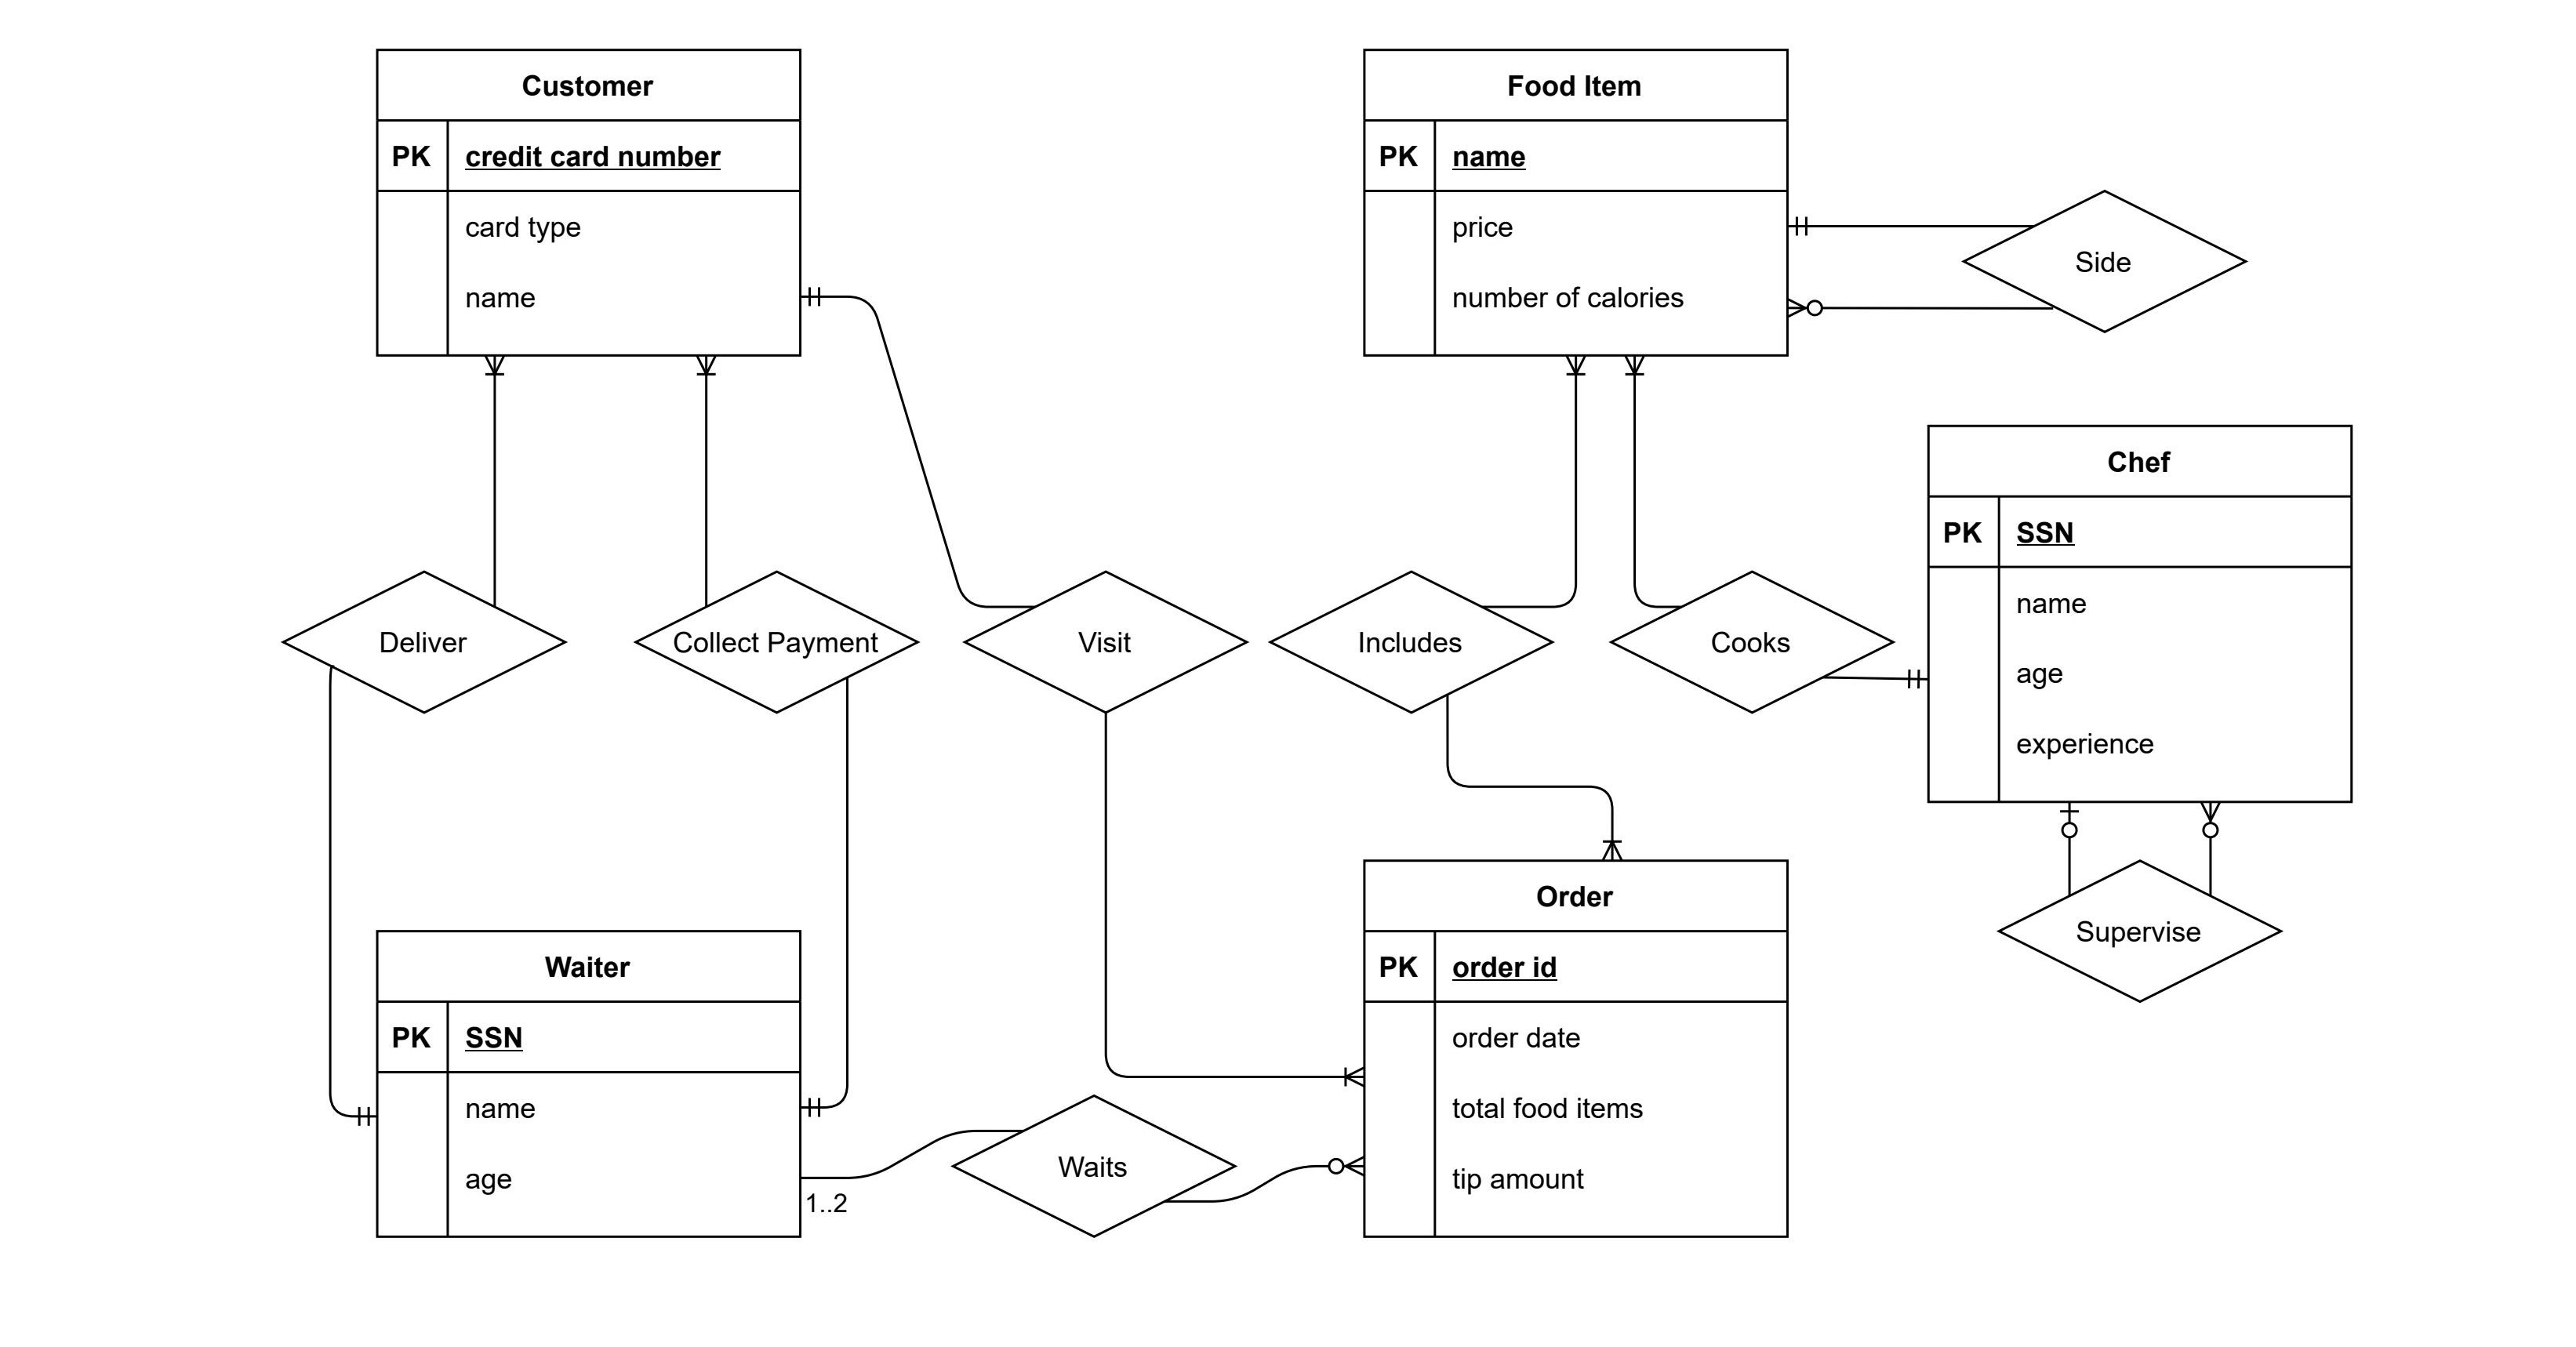 Customer
PK credit card number
card type
name
Food Item
PK name
price
number of calories
Side
Chef
PK SSN
name
age
experience
Deliver
Collect Payment
Visit
Includes
Cooks
Supervise
Waiter
PK SSN
name
age
1..2
Waits
Order
PK order id
order date
total food items
tip amount